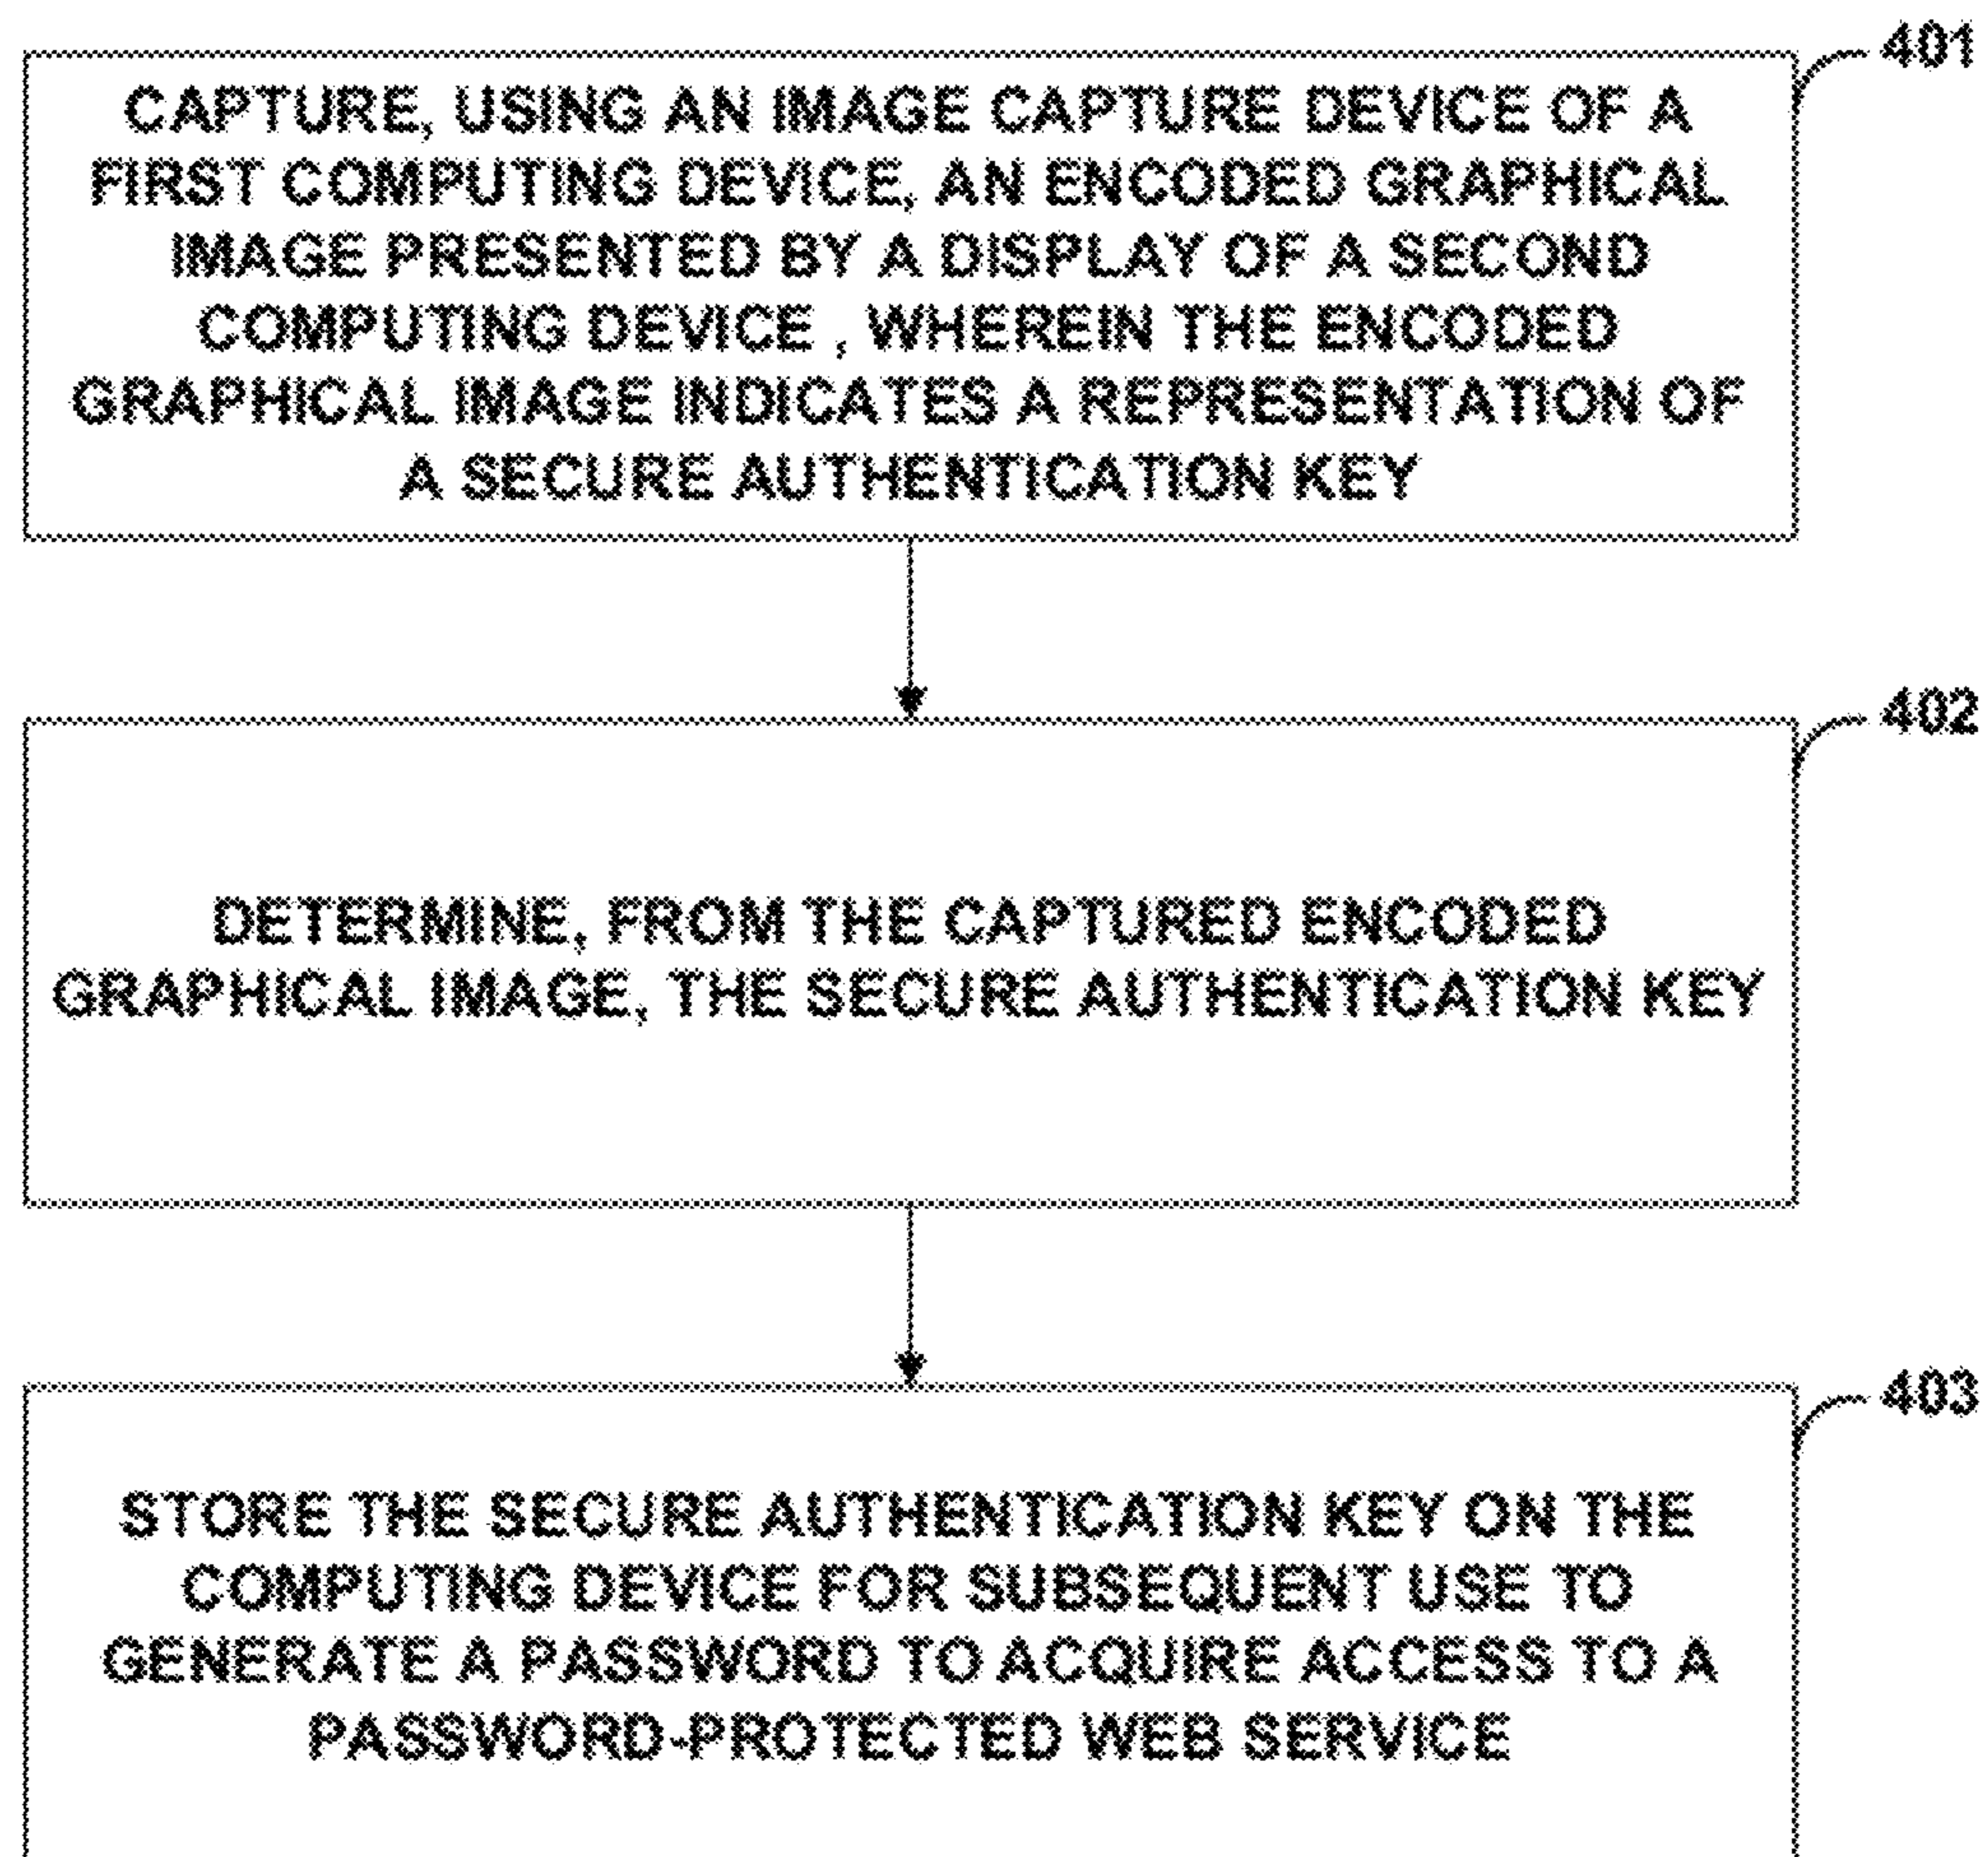 401
CAPTURE, USING AN IMAGE CAPTURE DEVICE OF A
FIRST COMPUTING DEVICE, AN ENCODED GRAPHICAL
IMAGE PRESENTED BY A DISPLAY OF A SECOND
COMPUTING DEVICE , WHEREIN THE ENCODED
GRAPHICAL IMAGE INDICATES A REPRESENTATION OF
A SECURE AUTHENTICATION KEY
402
DETERMINE, FROM THE CAPTURED ENCODED
GRAPHICAL IMAGE, THE SECURE AUTHENTICATION KEY
403
STORE THE SECURE AUTHENTICATION KEY ON THE
COMPUTING DEVICE FOR SUBSEQUENT USE TO
GENERATE A PASSWORD TO ACQUIRE ACCESS TO A
PASSWORD-PROTECTED WEB SERVICE